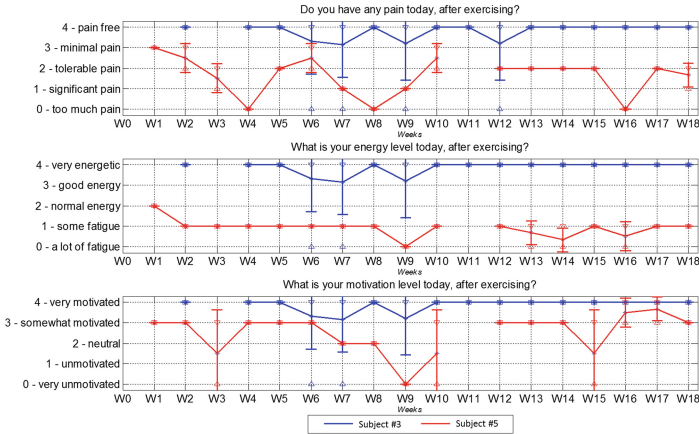 Do you have any pain today, after exercising?
4 - pain free
3 - minimal pain
2 - tolerable pain
1 - significant pain
0 - too much pain
W0 W1 W2 W3 W4 W5 W6 W7 W8 W9 W10 W11 W12 W13 W14 W15 W16 W17 W18
Weeks
What is your energy level today, after exercising?
4 - very energetic
3 - good energy
2 - normal energy
1 - some fatigue
0 - a lot of fatigue
W0 W1 W2 W3 W4 W5 W6 W7 W8 W9 W10 W11 W12 W13 W14 W15 W16 W17 W18
Weeks
What is your motivation level today, after exercising?
4 - very motivated
3 - somewhat motivated
2 - neutral
1 - unmotivated
0 - very unmotivated
W0 W1 W2 W3 W4 W5 W6 W7 W8 W9 W10 W11 W12 W13 W14 W15 W16 W17 W18
Weeks
Subject #3 Subject #5